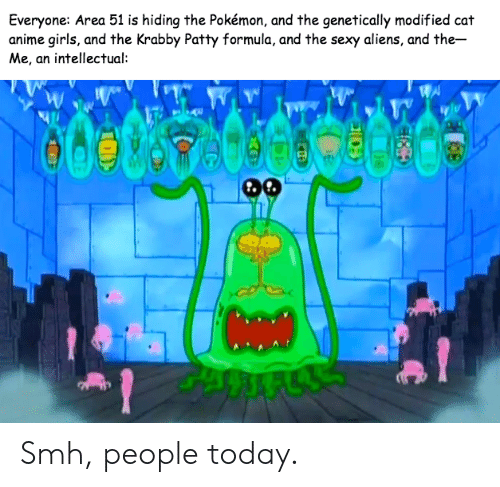 Everyone: Area 51 is hiding the Pokémon, and the genetically modified cat
anime girls, and the Krabby Patty formula, and the sexy aliens, and the—
Me, an intellectual:
Smh, people today.